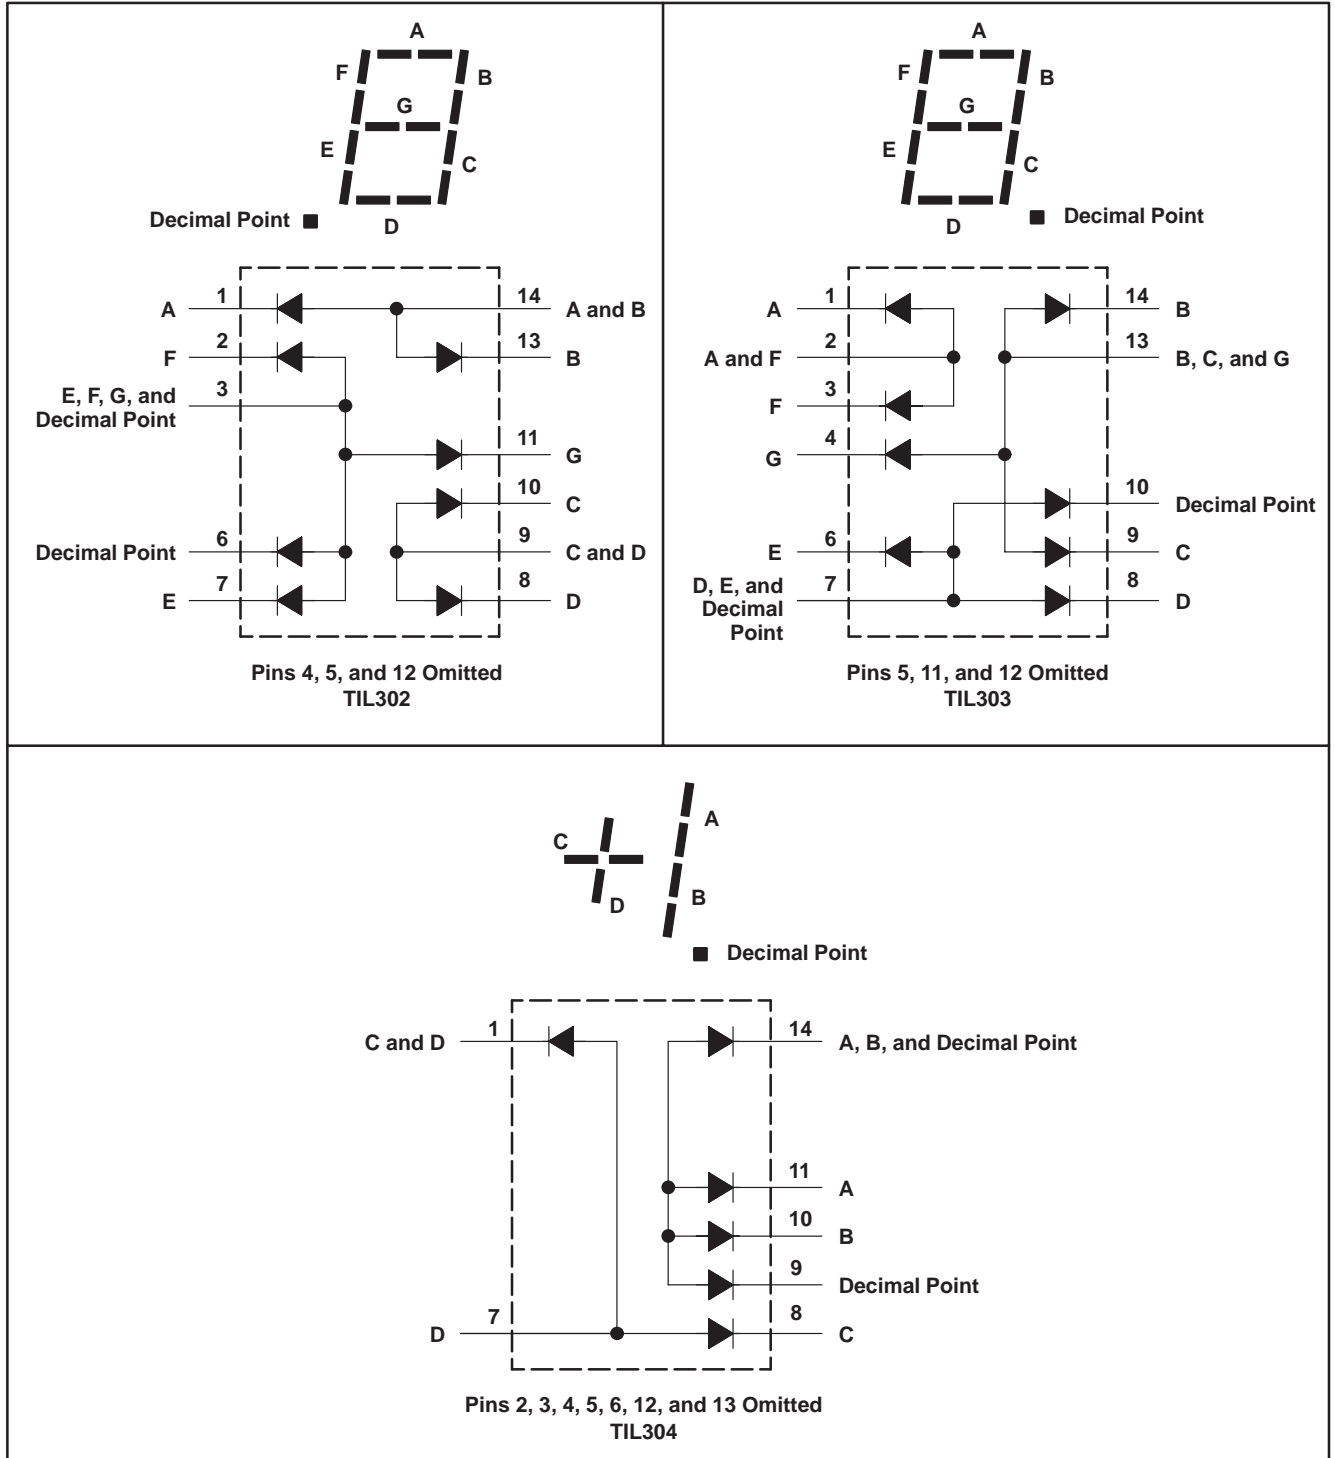 A
F
B
G
E
C
Decimal Point
D
1
14
A
A and B
2
13
F
B
3
E, F, G, and
Decimal Point
11
G
10
C
6
9
Decimal Point
C and D
7
8
E
D
Pins 4, 5, and 12 Omitted
TIL302
A
F
B
G
E
C
Decimal Point
D
1
14
A
B
2
13
A and F
B, C, and G
3
F
4
G
10
Decimal Point
6
9
E
C
7
8
D, E, and
Decimal
Point
D
Pins 5, 11, and 12 Omitted
TIL303
A
C
B
D
Decimal Point
1
14
C and D
A, B, and Decimal Point
11
A
10
B
9
Decimal Point
7
8
D
C
Pins 2, 3, 4, 5, 6, 12, and 13 Omitted
TIL304